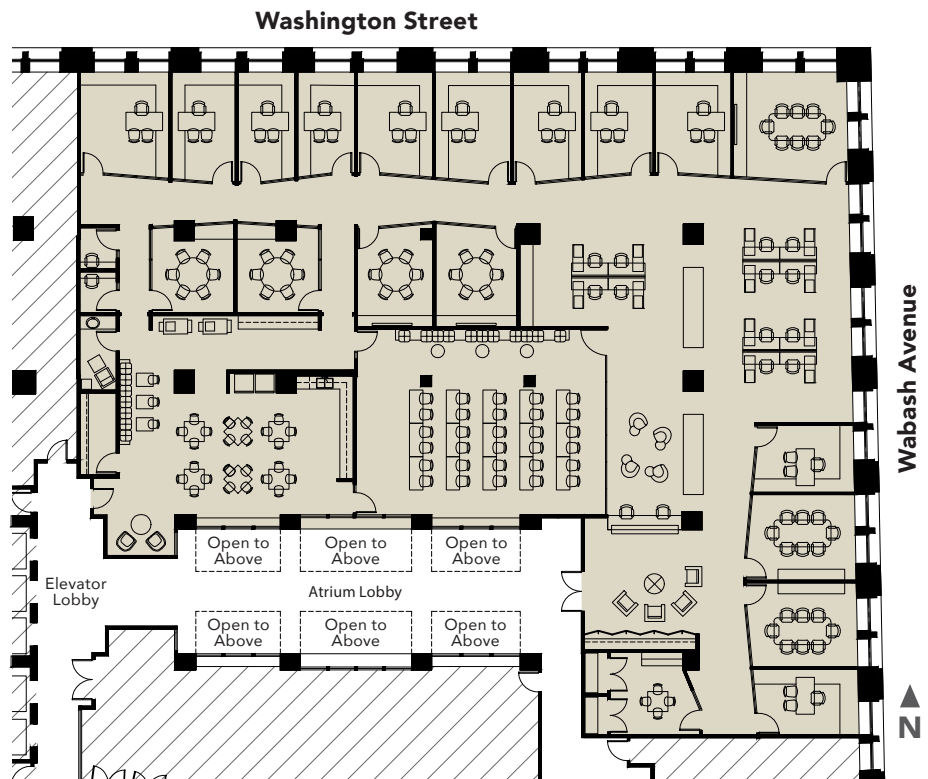 Washington Street
Wabash Avenue
Open to
Above
Open to
Above
Open to
Above
Elevator
Lobby
Atrium Lobby
Open to
Above
Open to
Above
Open to
Above
N